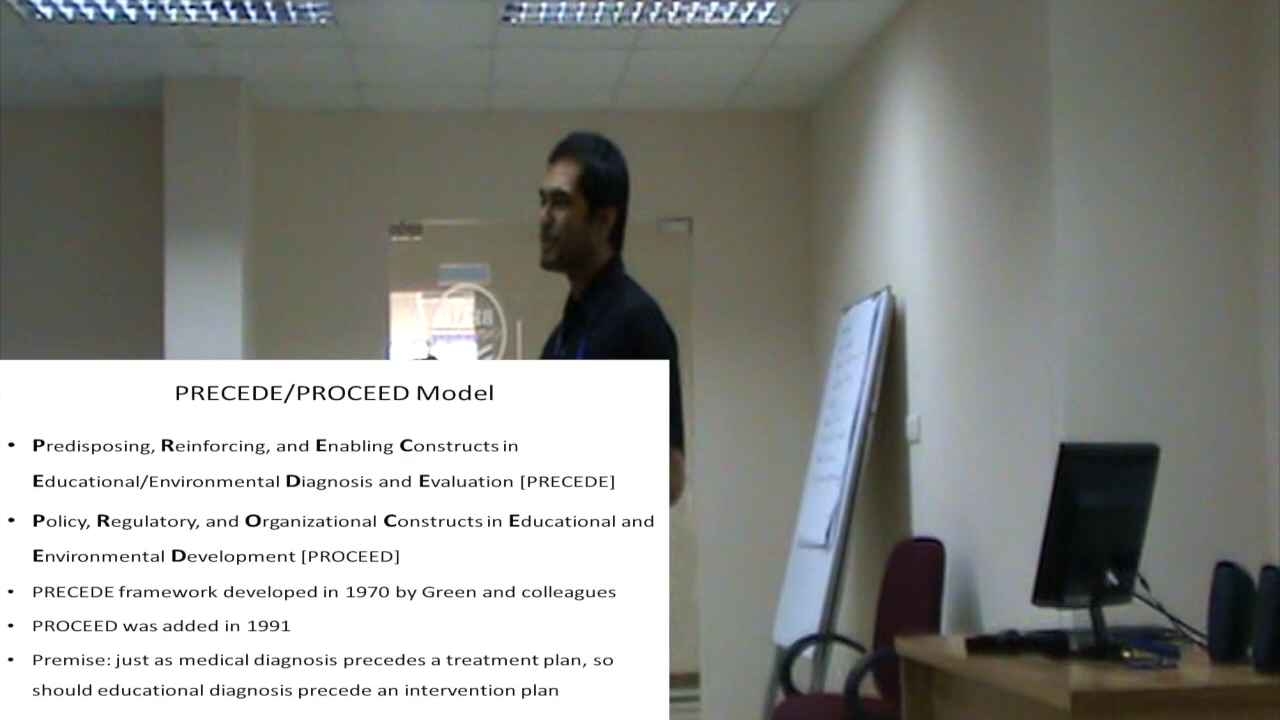 PRECEDE/PROCEED Model
• Predisposing, Reinforcing, and Enabling Constructs in
Educational/Environmental Diagnosis and Evaluation [PRECEDE]
• Policy, Regulatory, and Organizational Constructs in Educational and
Environmental Development [PROCEED]
• PRECEDE framework developed in 1970 by Green and colleagues
• PROCEED was added in 1991
• Premise: just as medical diagnosis precedes a treatment plan, so
should educational diagnosis precede an intervention plan